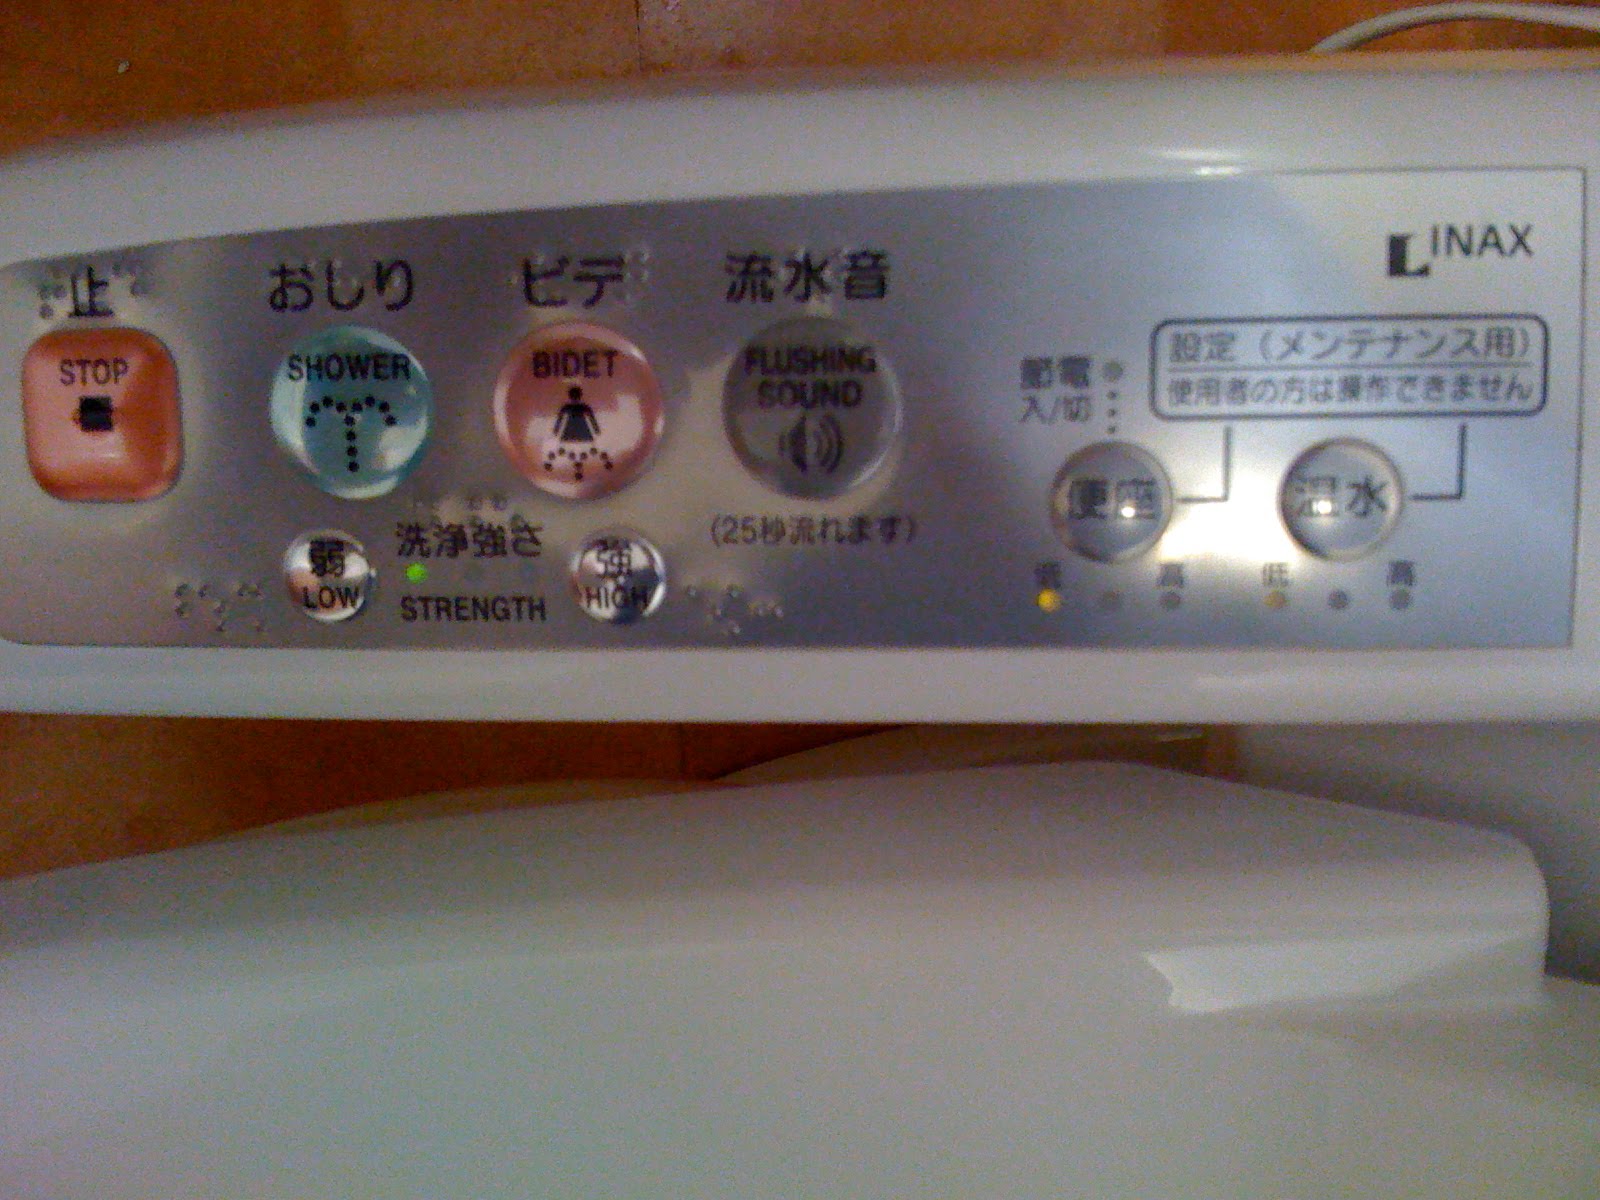 止
STOP
おしり
SHOWER
ビデ
BIDET
流水音
FLUSHING
SOUND
(25秒流れます)
弱
LOW
洗浄強さ
STRENGTH
強
HIGH
INAX
設定(メンテナンス用)
使用者の方は操作できません
節電
入/切
便座
温水
低
高
低
高